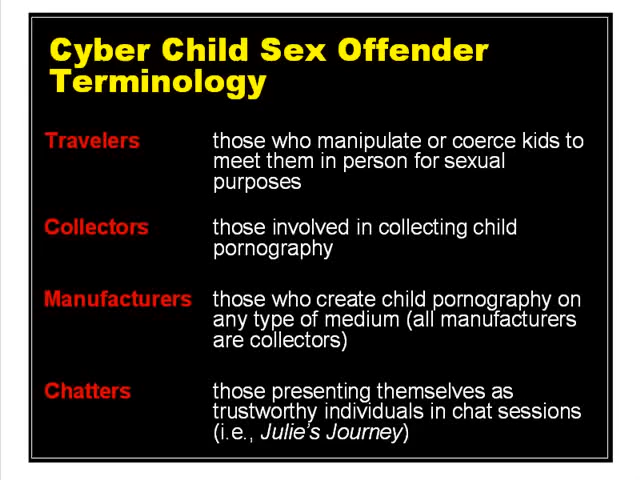 Cyber Child Sex Offender
Terminology
Travelers those who manipulate or coerce kids to
meet them in person for sexual
purposes
Collectors those involved in collecting child
pornography
Manufacturers those who create child pornography on
any type of medium (all manufacturers
are collectors)
Chatters those presenting themselves as
trustworthy individuals in chat sessions
(i.e., Julie's Journey)